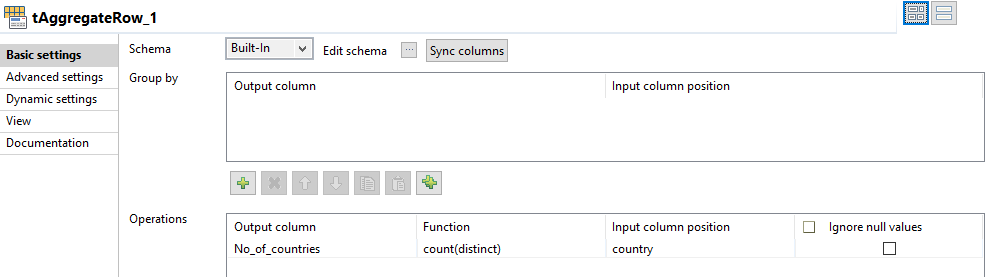 tAggregateRow_1
Basic settings
Advanced settings
Dynamic settings
View
Documentation
Schema Built-In Edit schema ... Sync columns
Group by
Output column Input column position
Operations
Output column Function Input column position Ignore null values
No_of_countries count(distinct) country